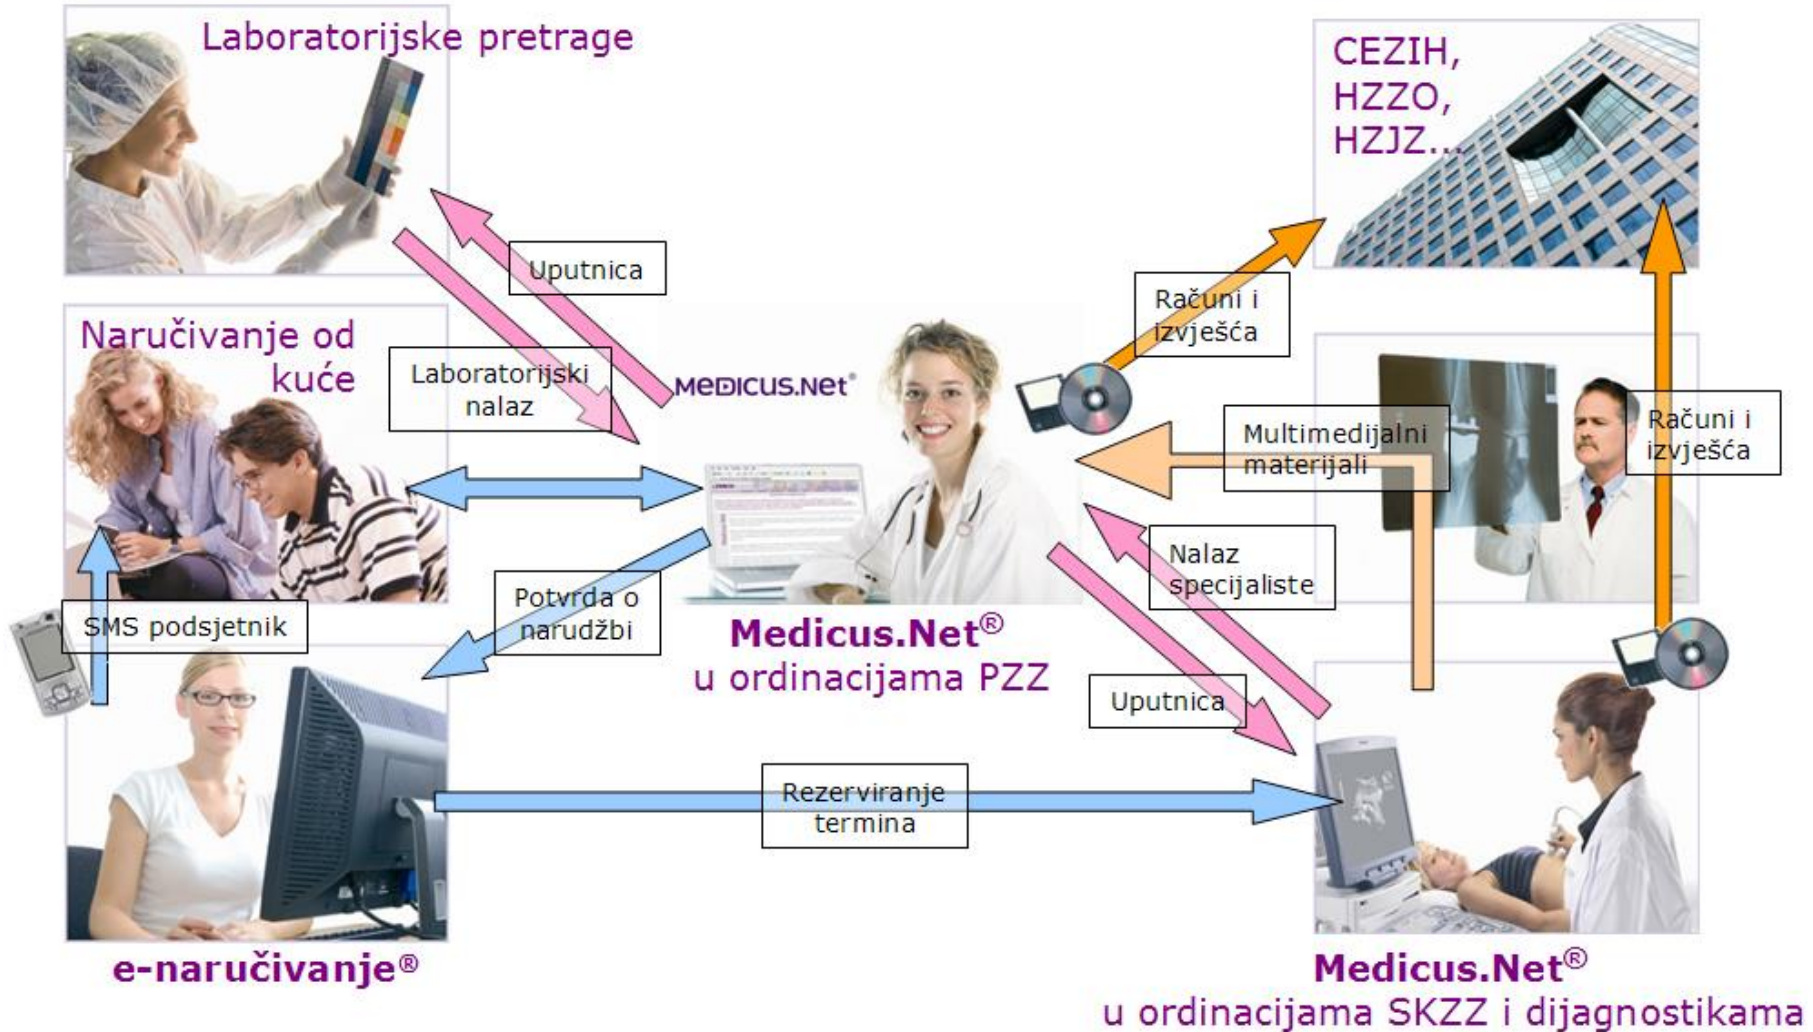 Laboratorijske pretrage
CEZIH,
HZZO,
HZJZ...
Uputnica
Računi i
izvješća
Naručivanje od
kuće
Laboratorijski
nalaz
MEDICUS.NET®
Multimedijalni
materijali
Računi i
izvješća
Nalaz
specijaliste
SMS podsjetnik
Potvrda o
narudžbi
Medicus.Net®
u ordinacijama PZZ
Uputnica
Rezerviranje
termina
e-naručivanje®
Medicus.Net®
u ordinacijama SKZZ i dijagnostikama